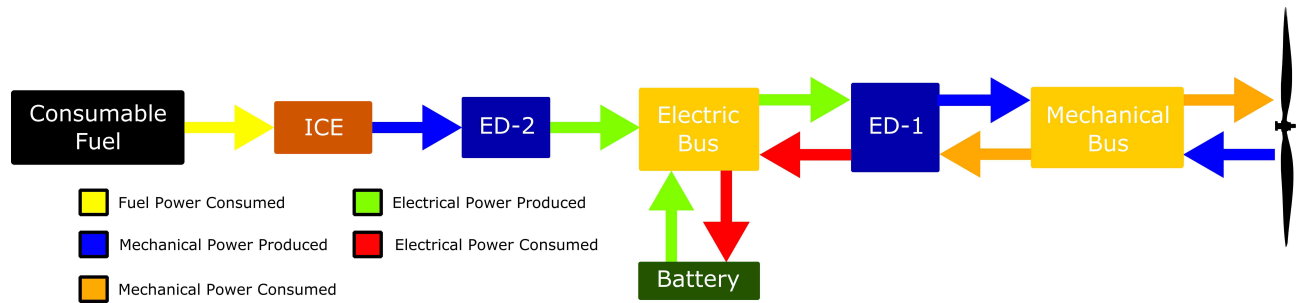 Consumable
Fuel
ICE
ED-2
Electric
Bus
ED-1
Mechanical
Bus
Battery
Fuel Power Consumed
Mechanical Power Produced
Mechanical Power Consumed
Electrical Power Produced
Electrical Power Consumed